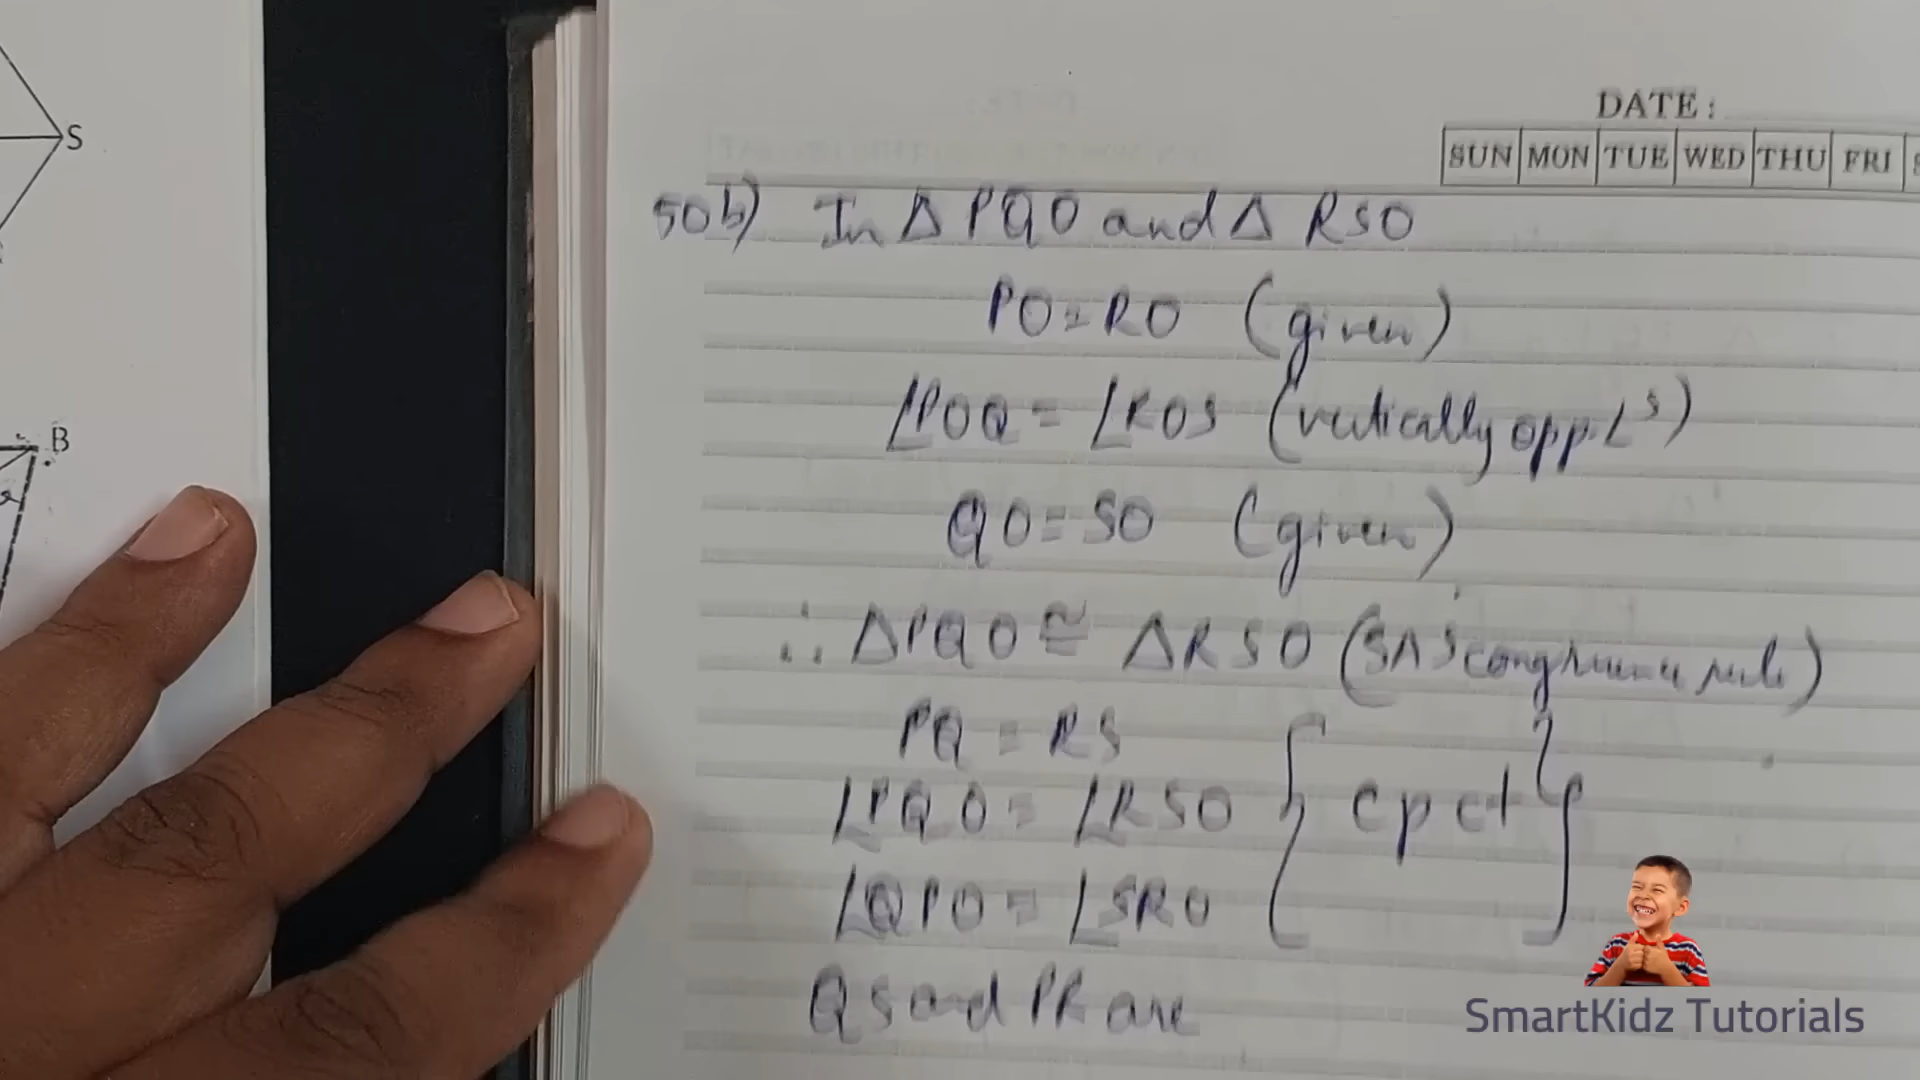 S
B
DATE :
SUN MON TUE WED THU FRI S
50b) In Δ PQO and Δ RSO
PO = RO (given)
∠POQ = ∠ROS (vertically opp. ∠s)
QO = SO (given)
∴ ΔPQO ≅ ΔRSO (SAS congruence rule)
PQ = RS
∠PQO = ∠RSO { cpct }
∠QPO = ∠SRO
QS and PR are
SmartKidz Tutorials